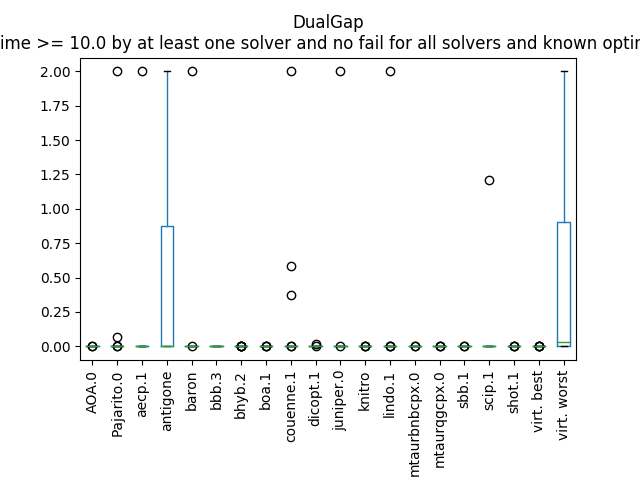 DualGap
ime >= 10.0 by at least one solver and no fail for all solvers and known optim
2.00
1.75
1.50
1.25
1.00
0.75
0.50
0.25
0.00
AOA.0
Pajarito.0
aecp.1
antigone
baron
bbb.3
bhyb.2
boa.1
couenne.1
dicopt.1
juniper.0
knitro
lindo.1
mtaurbnbcpx.0
mtaurqgcpx.0
sbb.1
scip.1
shot.1
virt. best
virt. worst